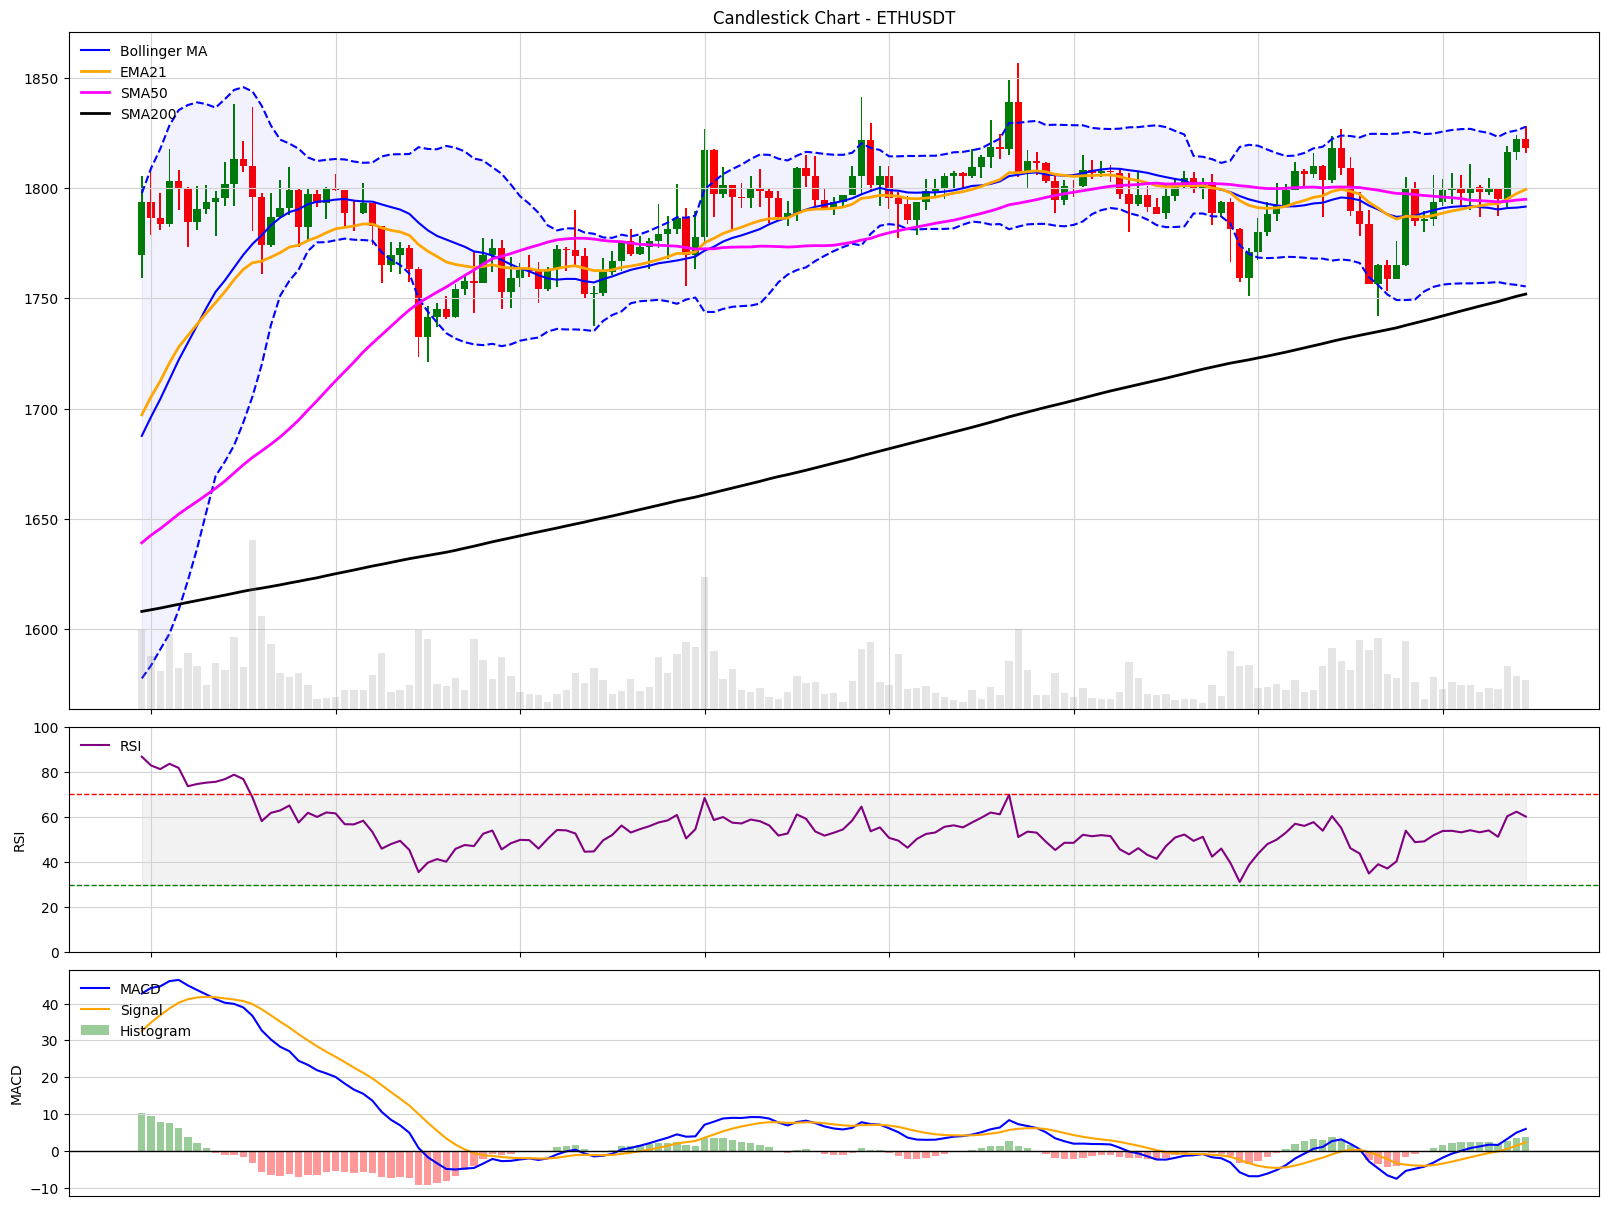 Candlestick Chart - ETHUSDT
Bollinger MA
EMA21
SMA50
SMA200
1850
1800
1750
1700
1650
1600
RSI
100
80
60
40
20
0
RSI
MACD
Signal
Histogram
40
30
20
10
0
−10
MACD